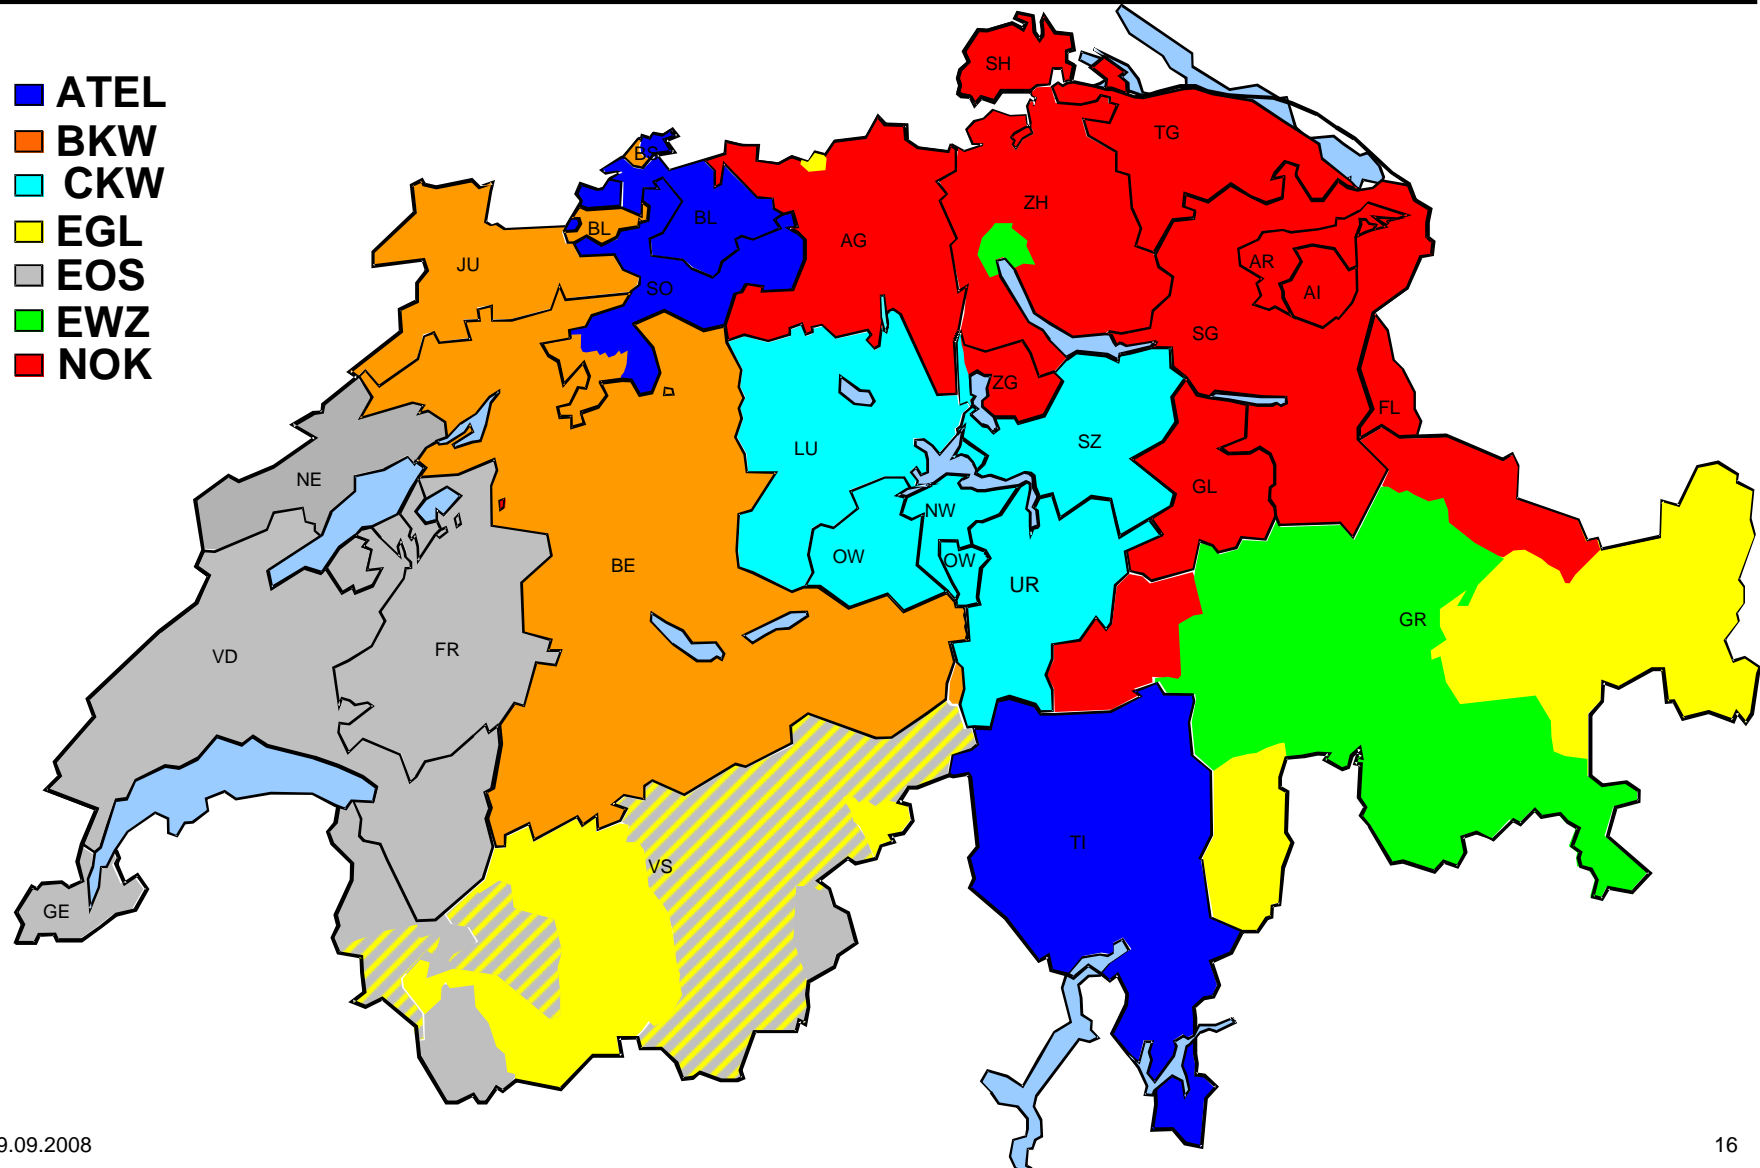 ATEL
BKW
CKW
EGL
EOS
EWZ
NOK
SH
TG
BS
ZH
BL
BL
AG
JU
AR
SO
AI
SG
ZG
FL
SZ
LU
NE
GL
NW
OW
OW
BE
UR
GR
FR
VD
TI
VS
GE
9.09.2008
16